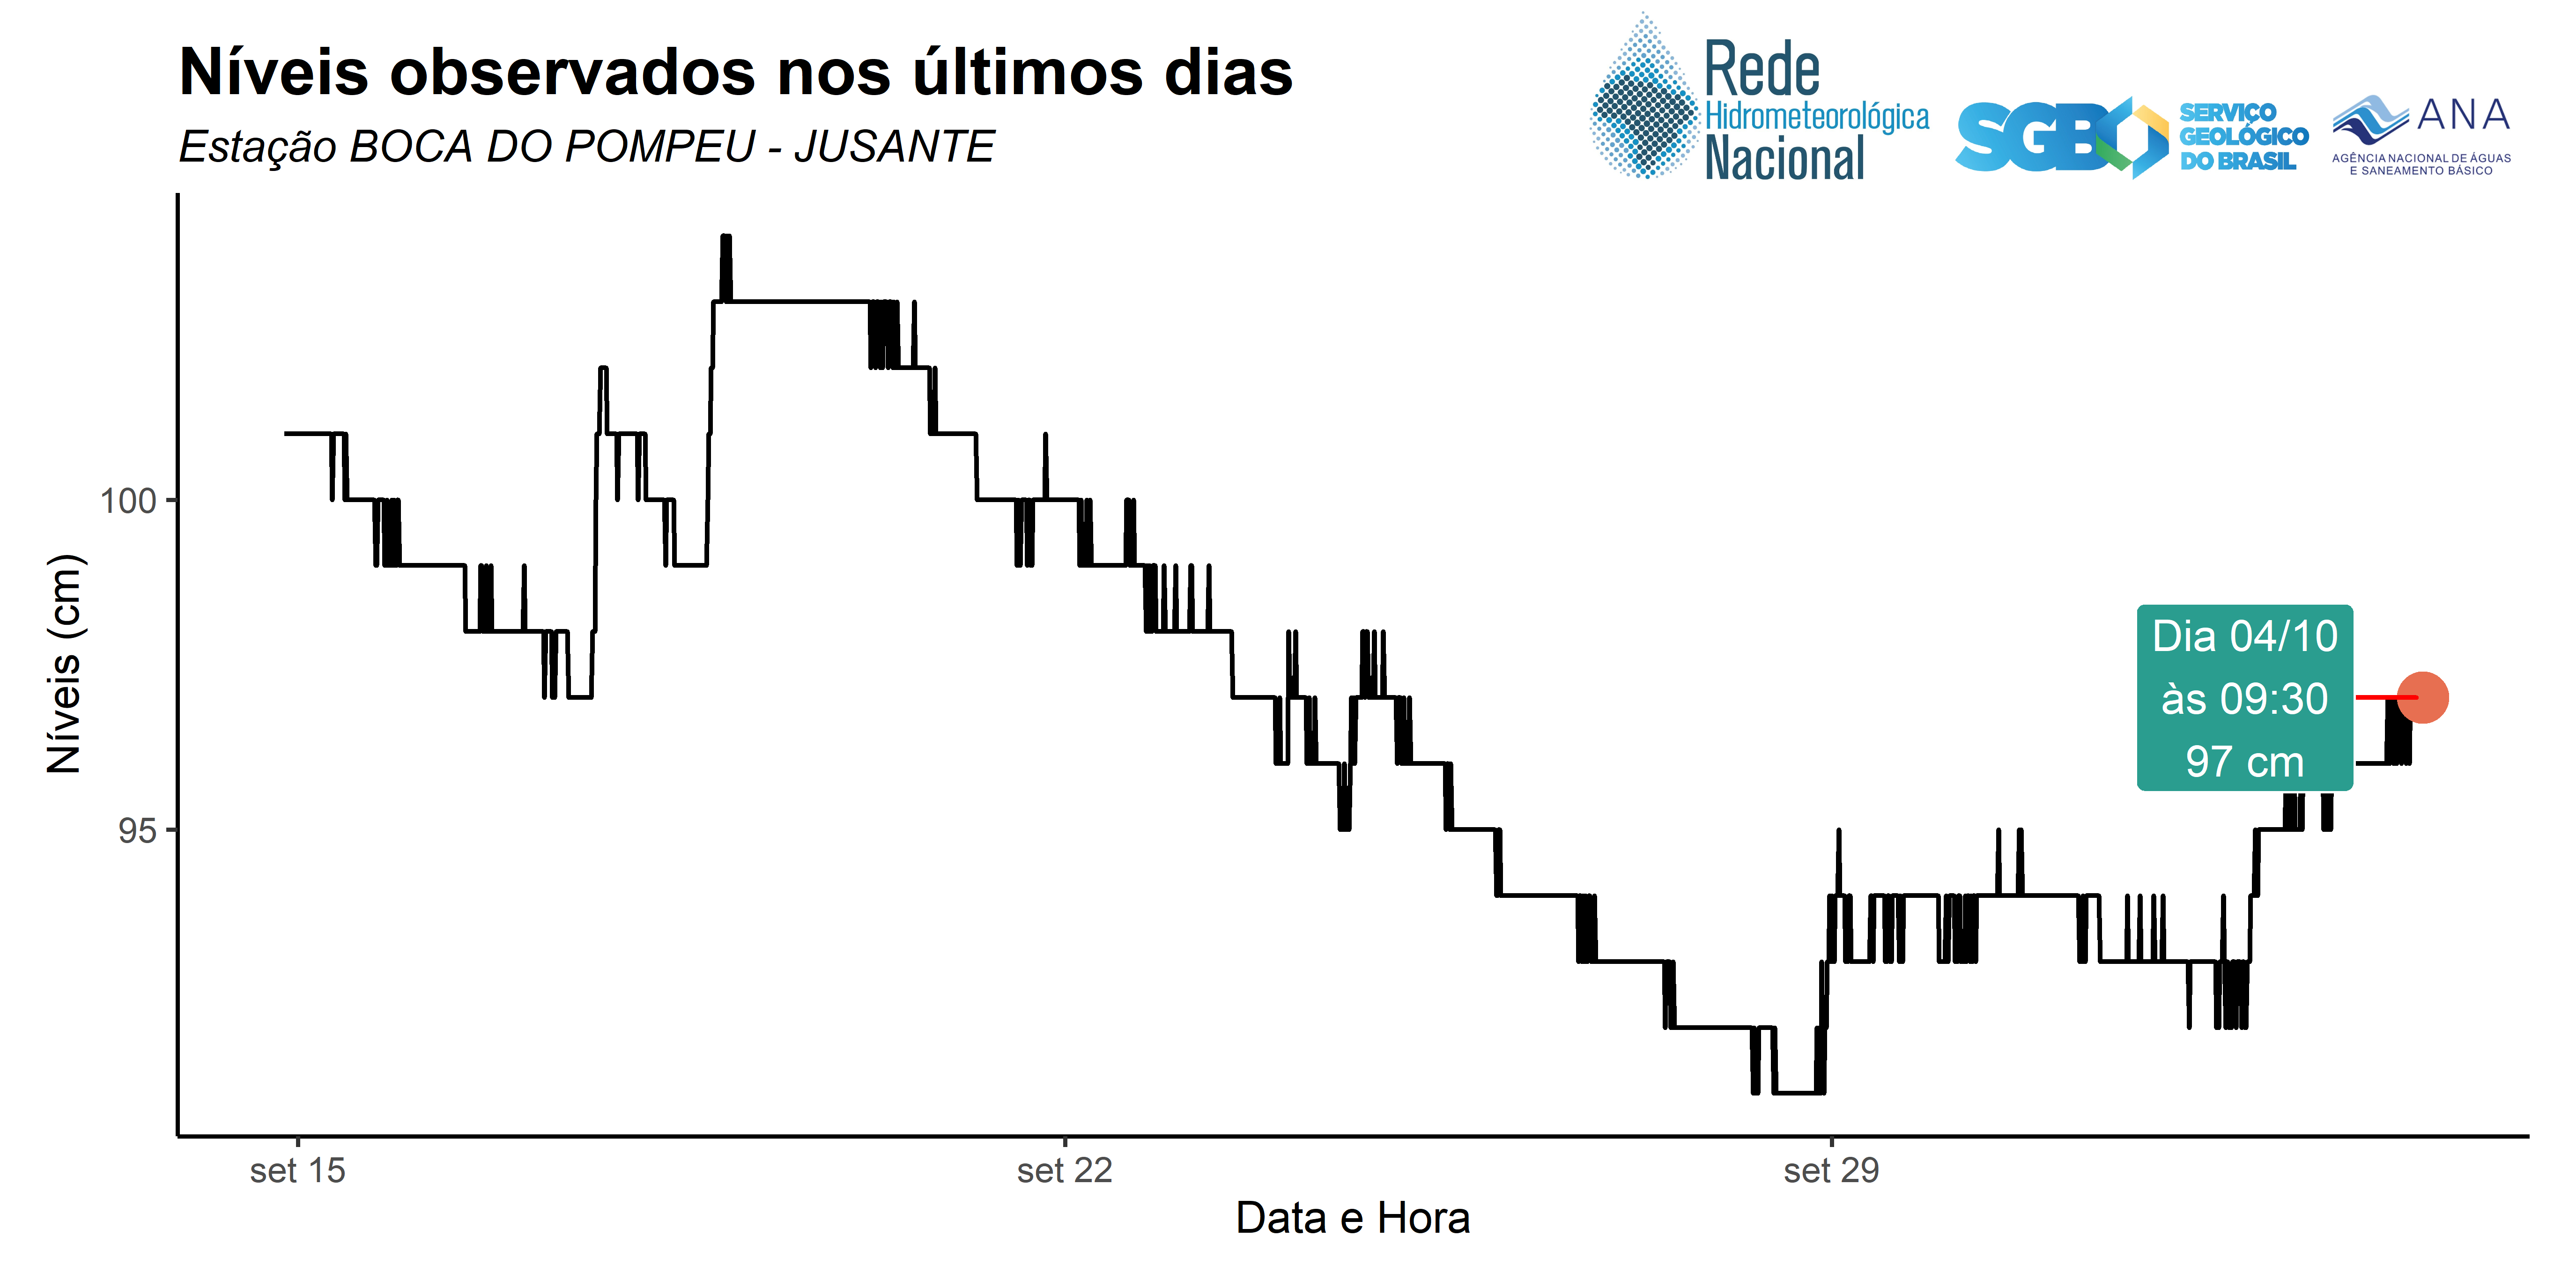 Níveis observados nos últimos dias
Estação BOCA DO POMPEU - JUSANTE
Rede
Hidrometeorológica
Nacional
SGB
SERVIÇO
GEOLÓGICO
DO BRASIL
ANA
AGÊNCIA NACIONAL DE ÁGUAS
E SANEAMENTO BÁSICO
Níveis (cm)
100
95
Dia 04/10
às 09:30
97 cm
set 15
set 22
set 29
Data e Hora